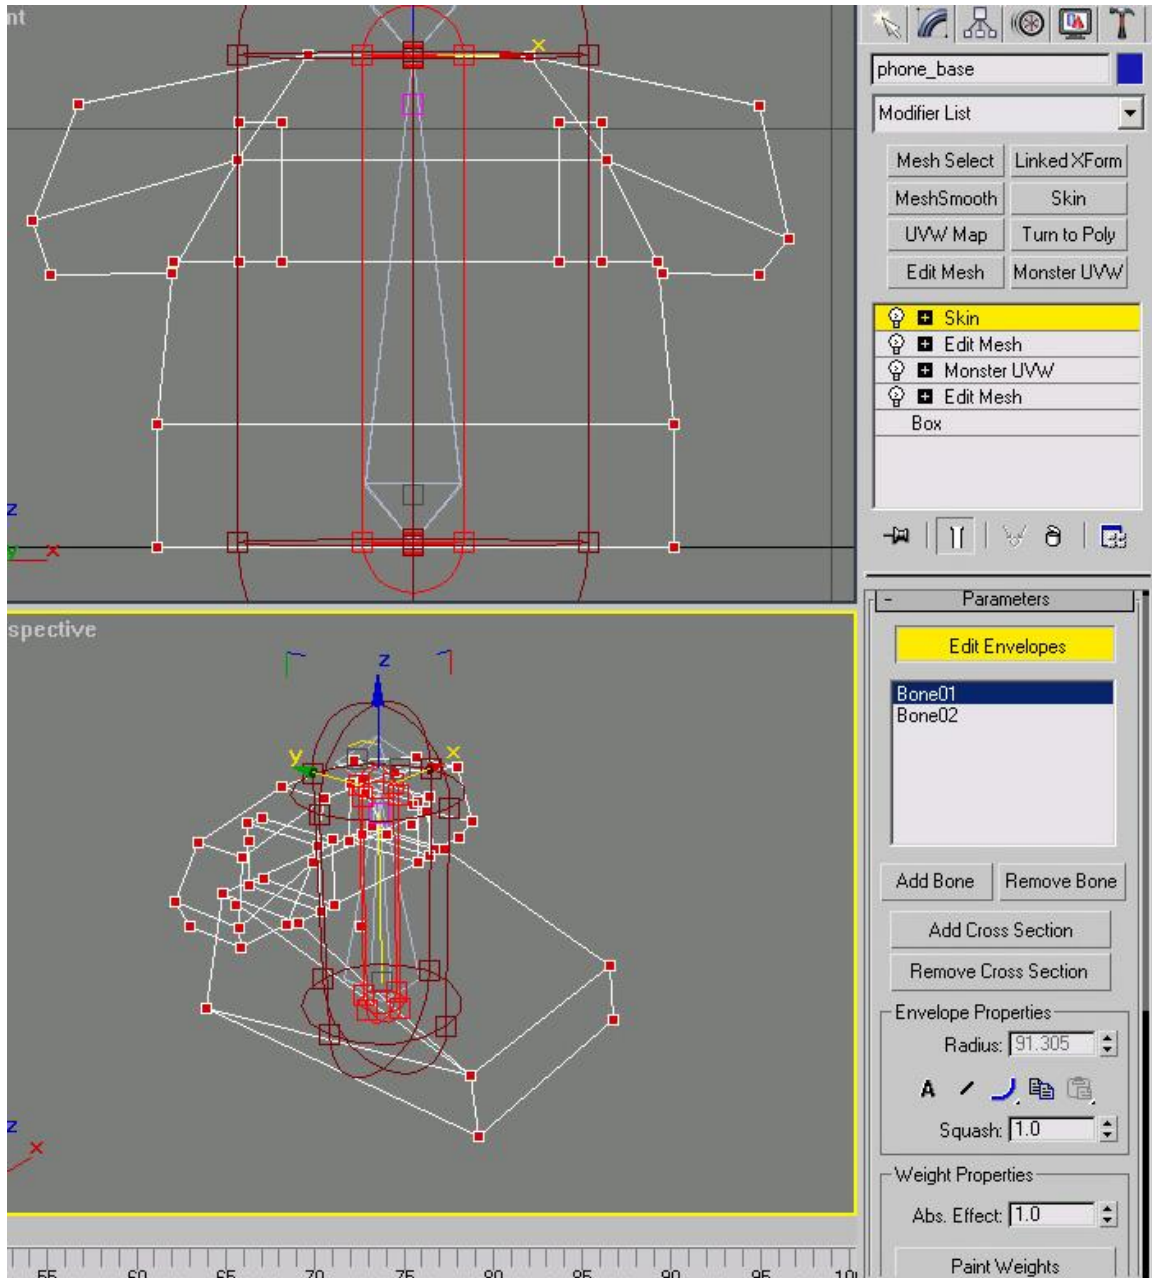 nt
x
z
y x
spective
z
y
x
z
x
55 60 65 70 75 80 85 90 95 10
phone_base
Modifier List
Mesh Select Linked XForm
MeshSmooth Skin
UVW Map Turn to Poly
Edit Mesh Monster UVW
Skin
Edit Mesh
Monster UVW
Edit Mesh
Box
- Parameters
Edit Envelopes
Bone01
Bone02
Add Bone Remove Bone
Add Cross Section
Remove Cross Section
Envelope Properties
Radius: 91.305
A
Squash: 1.0
Weight Properties
Abs. Effect: 1.0
Paint Weights